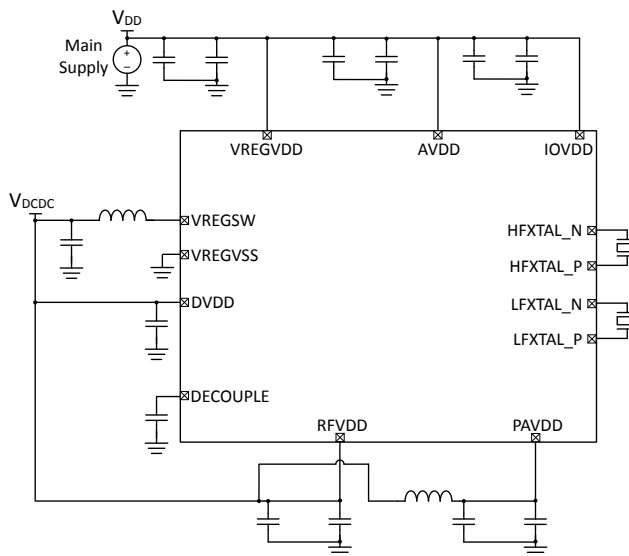 VDD
Main
Supply
+
−
VREGVDD
AVDD
IOVDD
VDCDC
VREGSW
HFXTAL_N
VREGVSS
HFXTAL_P
DVDD
LFXTAL_N
LFXTAL_P
DECOUPLE
RFVDD
PAVDD